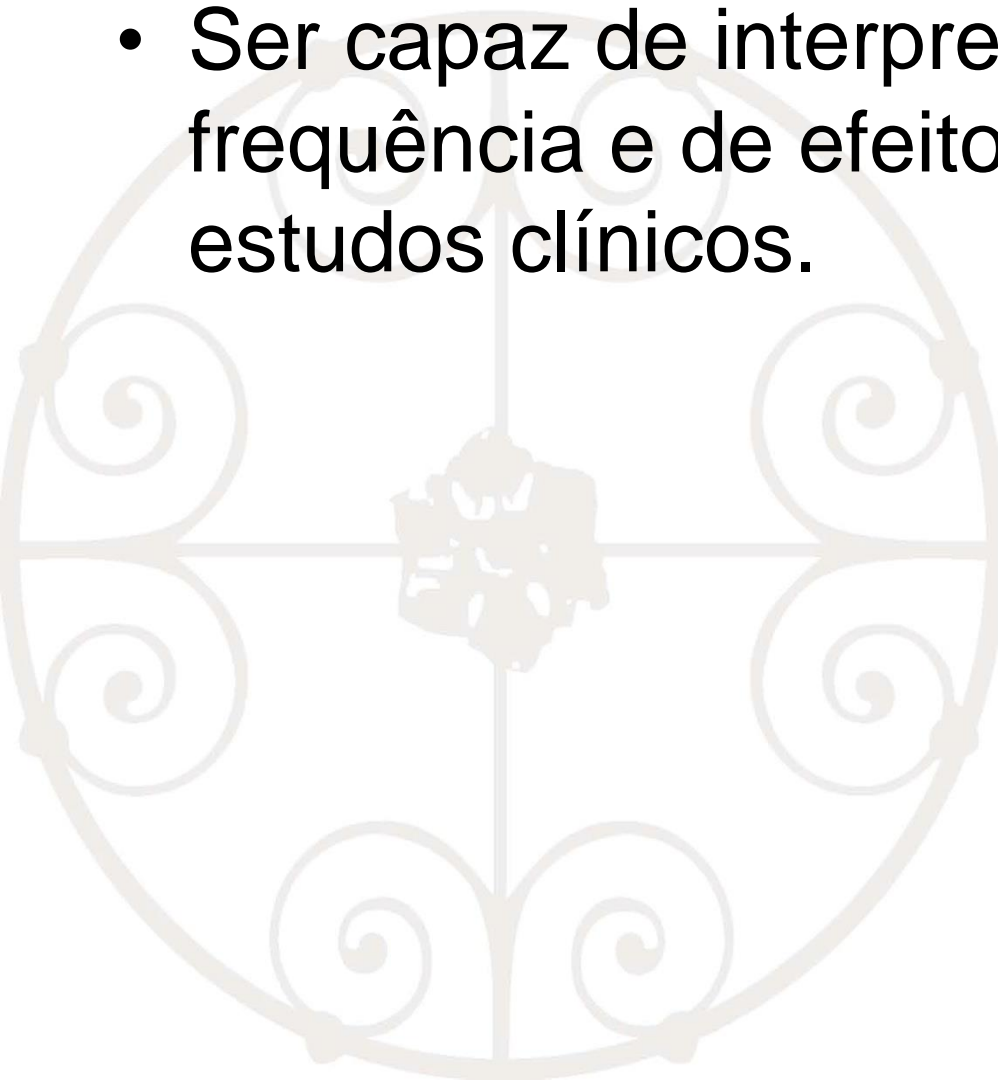 • Ser capaz de interpre
frequência e de efeito
estudos clínicos.